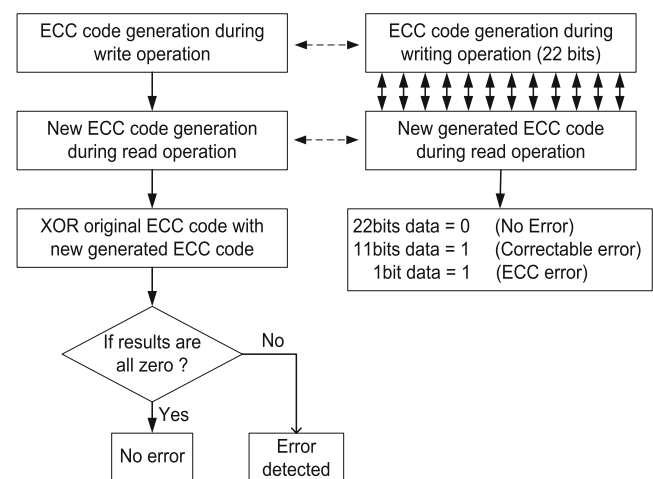 ECC code generation during
write operation
ECC code generation during
writing operation (22 bits)
New ECC code generation
during read operation
New generated ECC code
during read operation
XOR original ECC code with
new generated ECC code
22bits data = 0 (No Error)
11bits data = 1 (Correctable error)
1bit data = 1 (ECC error)
If results are
all zero ?
No
Yes
No error
Error
detected